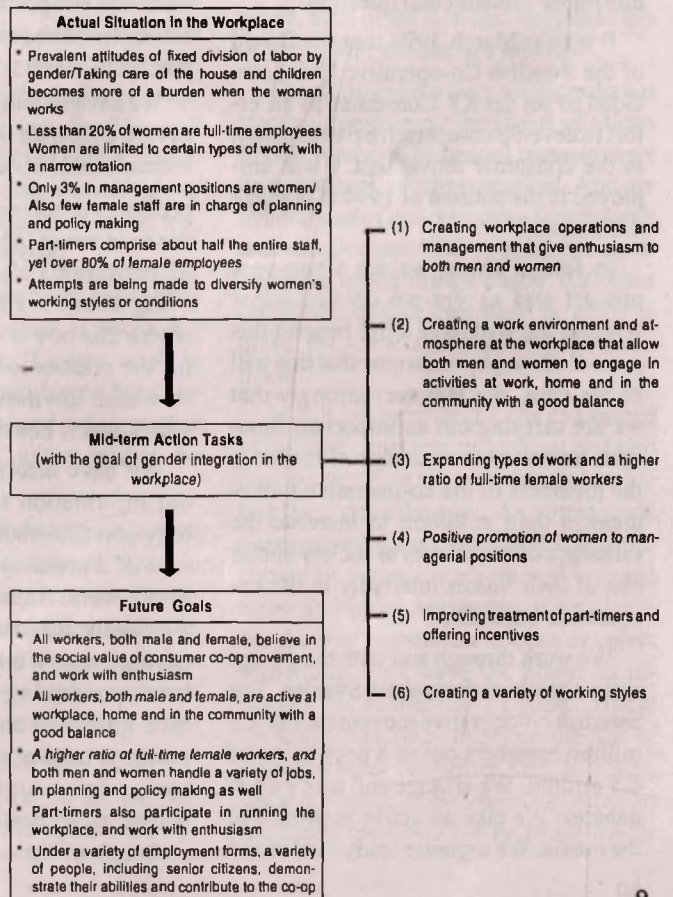 Actual Situation in the Workplace
* Prevalent attitudes of fixed division of labor by
gender/Taking care of the house and children
becomes more of a burden when the woman
works
* Less than 20% of women are full-time employees
Women are limited to certain types of work, with
a narrow rotation
* Only 3% in management positions are women/
Also few female staff are in charge of planning
and policy making
* Part-timers comprise about half the entire staff,
yet over 80% of female employees
* Attempts are being made to diversify women's
working styles or conditions
Mid-term Action Tasks
(with the goal of gender integration in the
workplace)
(1) Creating workplace operations and
management that give enthusiasm to
both men and women
(2) Creating a work environment and at-
mosphere at the workplace that allow
both men and women to engage in
activities at work, home and in the
community with a good balance
(3) Expanding types of work and a higher
ratio of full-time female workers
(4) Positive promotion of women to man-
agerial positions
(5) Improving treatment of part-timers and
offering incentives
(6) Creating a variety of working styles
Future Goals
* All workers, both male and female, believe in
the social value of consumer co-op movement,
and work with enthusiasm
* All workers, both male and female, are active at
workplace, home and in the community with a
good balance
* A higher ratio of full-time female workers, and
both men and women handle a variety of jobs,
in planning and policy making as well
* Part-timers also participate in running the
workplace, and work with enthusiasm
* Under a variety of employment forms, a variety
of people, including senior citizens, demon-
strate their abilities and contribute to the co-op